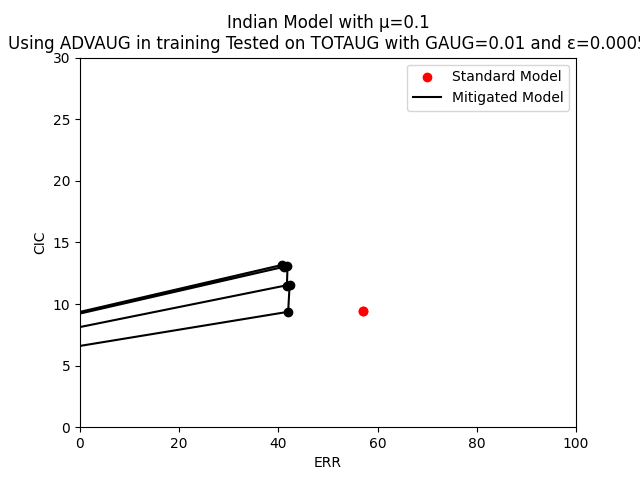 Indian Model with μ=0.1
Using ADVAUG in training Tested on TOTAUG with GAUG=0.01 and ε=0.0005
30
25
20
15
10
5
0
CIC
Standard Model
Mitigated Model
0 20 40 60 80 100
ERR